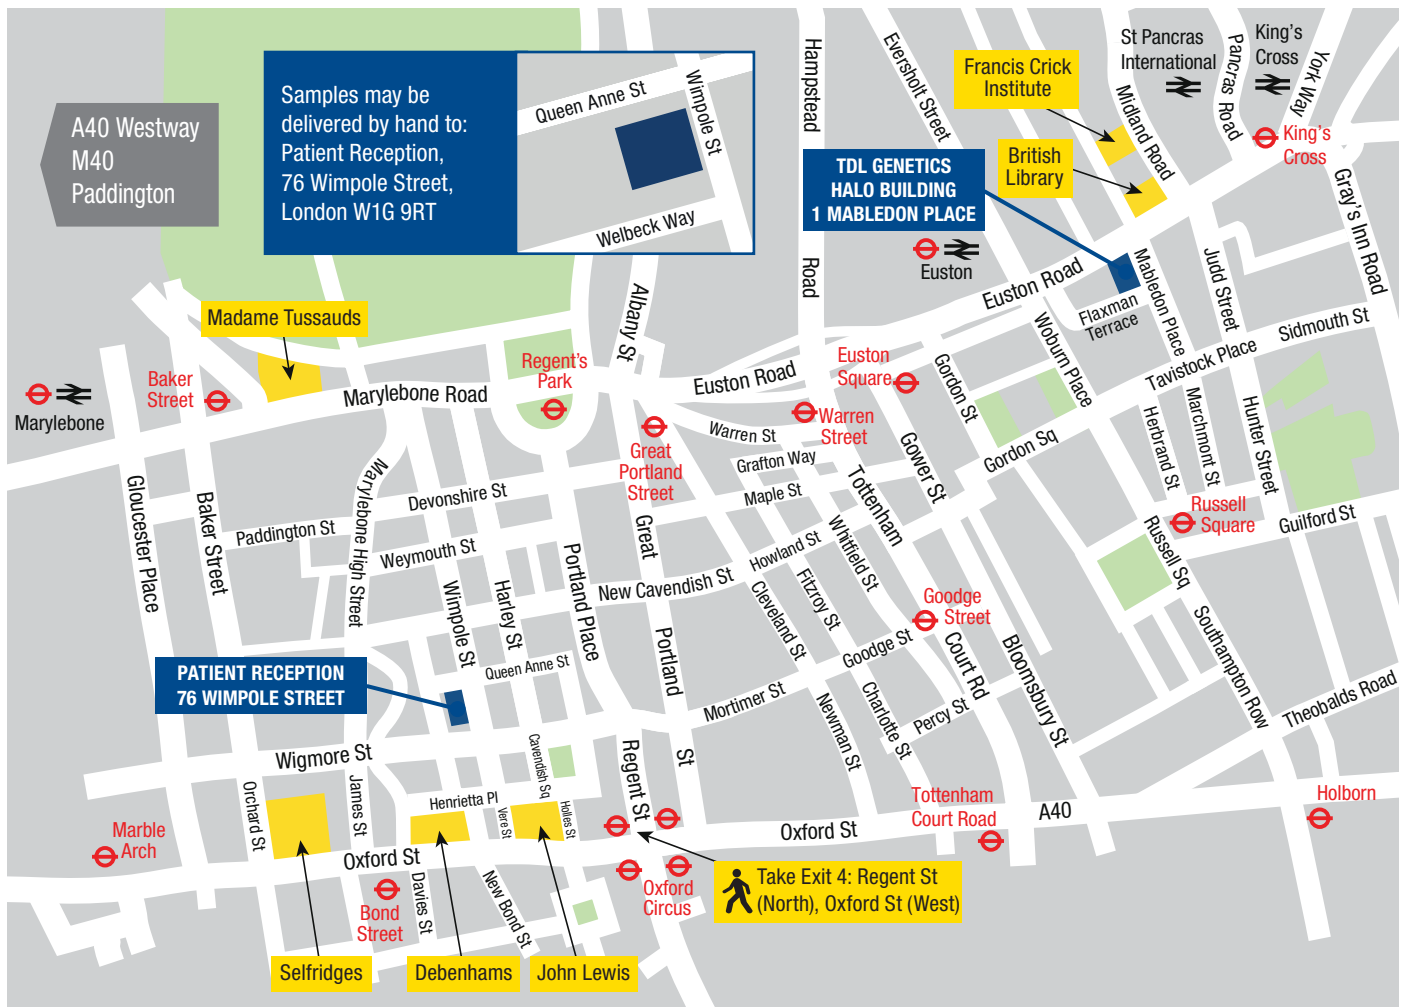 A40 Westway
M40
Paddington
Samples may be
delivered by hand to:
Patient Reception,
76 Wimpole Street,
London W1G 9RT
Queen Anne St
Wimpole St
Welbeck Way
Hampstead
Road
Eversholt Street
Francis Crick
Institute
British
Library
Midland Road
St Pancras
International
Pancras Road
King's
Cross
York Way
King's
Cross
Gray's Inn Road
TDL GENETICS
HALO BUILDING
1 MABLEDON PLACE
Euston
Euston Road
Flaxman
Terrace
Mabledon Place
Judd Street
Sidmouth St
Tavistock Place
Woburn Place
Albany St
Madame Tussauds
Marylebone
Baker
Street
Marylebone Road
Regent's
Park
Euston Road
Euston
Square
Gordon St
Warren
Street
Warren St
Great
Portland
Street
Grafton Way
Maple St
Gower St
Gordon Sq
Herbrand St
Marchmont St
Hunter Street
Russell
Square
Guilford St
Russell Sq
Gloucester Place
Baker Street
Paddington St
Marylebone High Street
Devonshire St
Weymouth St
Wimpole St
Harley St
Portland Place
Great
Portland
St
New Cavendish St
Howland St
Cleveland St
Fitzroy St
Whitfield St
Tottenham
Court Rd
Goodge
Street
Goodge St
Bloomsbury St
Southampton Row
Theobalds Road
PATIENT RECEPTION
76 WIMPOLE STREET
Queen Anne St
Mortimer St
Newman St
Charlotte St
Percy St
Wigmore St
Cavendish Sq
Regent St
Orchard St
James St
Henrietta Pl
Vere St
Holles St
Marble
Arch
Oxford St
Oxford St
Tottenham
Court Road
A40
Holborn
Bond
Street
Davies St
New Bond St
Oxford
Circus
Take Exit 4: Regent St
(North), Oxford St (West)
Selfridges
Debenhams
John Lewis